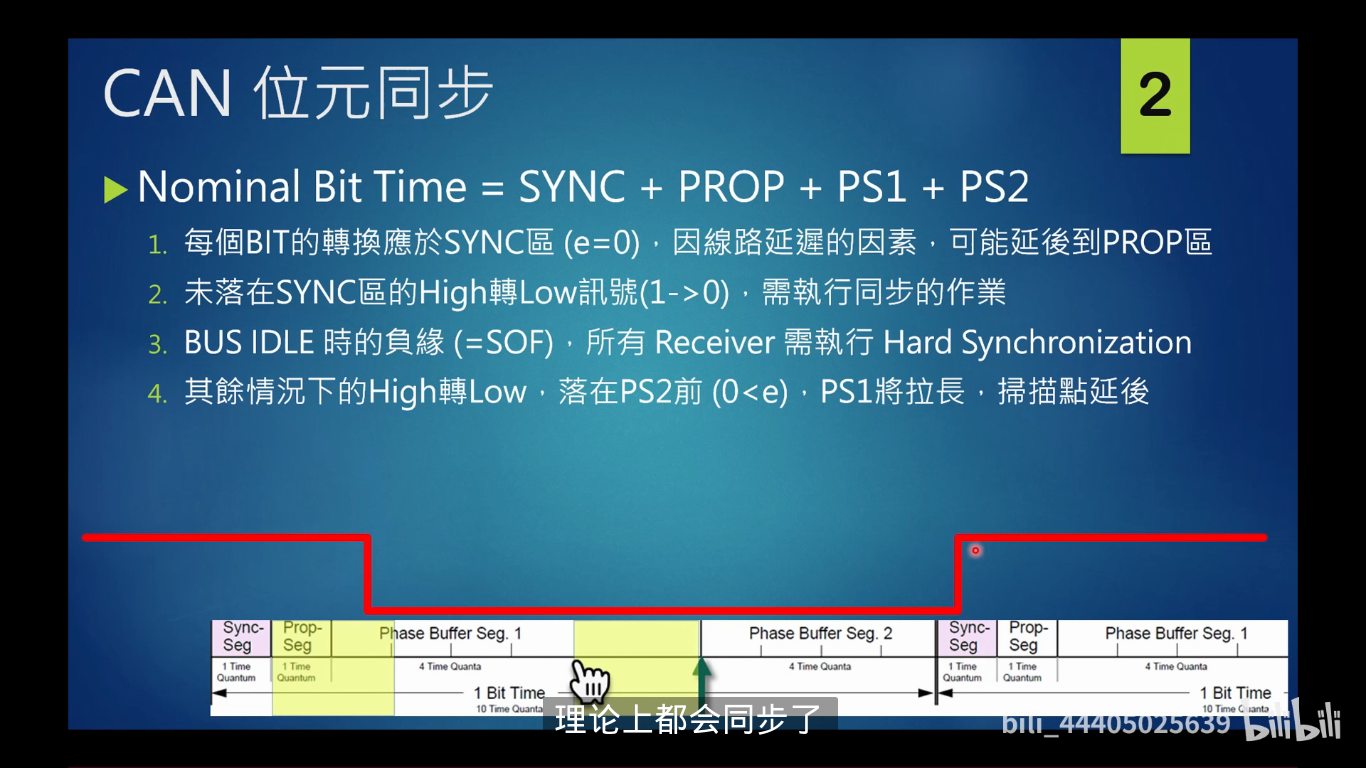 CAN 位元同步
2
Nominal Bit Time = SYNC + PROP + PS1 + PS2
1. 每個BIT的轉換應於SYNC區 (e=0)，因線路延遲的因素，可能延後到PROP區
2. 未落在SYNC區的High轉Low訊號(1->0)，需執行同步的作業
3. BUS IDLE 時的負緣 (=SOF)，所有 Receiver 需執行 Hard Synchronization
4. 其餘情況下的High轉Low，落在PS2前 (0<e)，PS1將拉長，掃描點延後
Sync-Seg Prop-Seg Phase Buffer Seg. 1 Phase Buffer Seg. 2 Sync-Seg Prop-Seg Phase Buffer Seg. 1
1 Time Quantum 1 Time Quantum 4 Time Quanta 4 Time Quanta 1 Time Quantum 1 Time Quantum 4 Time Quanta
1 Bit Time 1 Bit Time
10 Time Quanta 10 Time Quanta
理论上都会同步了
bili_44405025639 bilibili